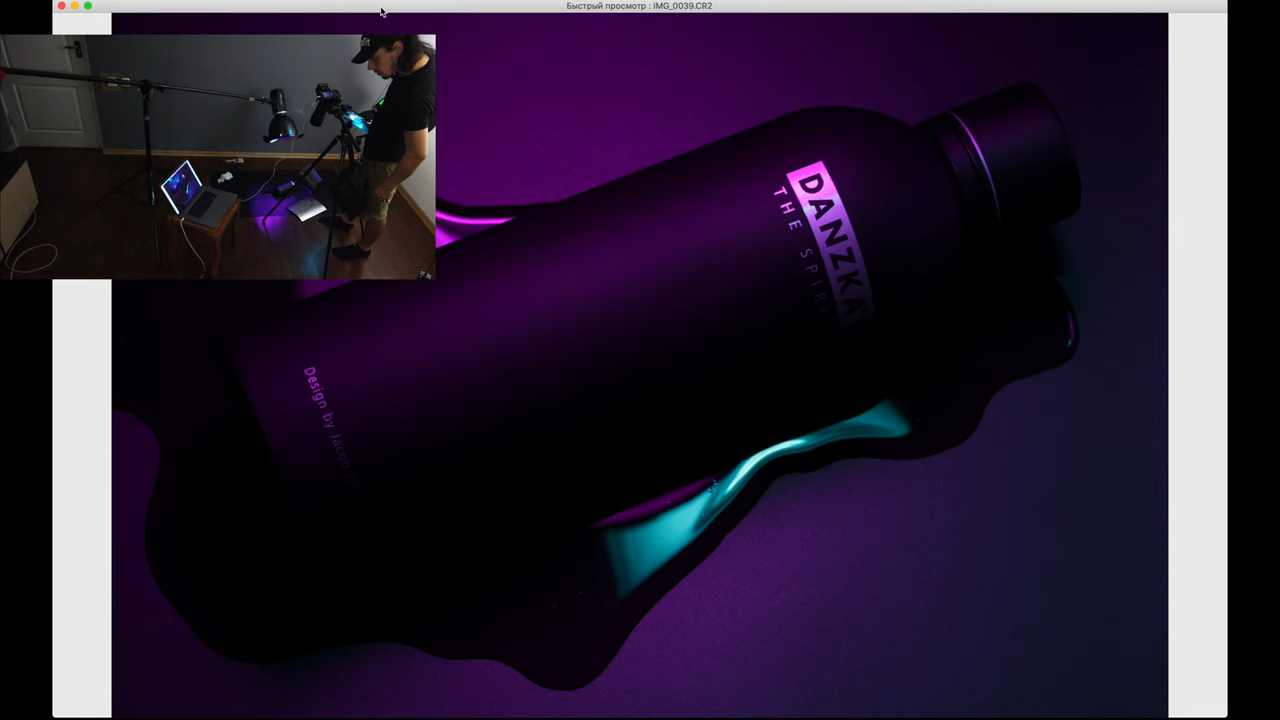 Быстрый просмотр : IMG_0039.CR2
DANZKA
THE SPIRI
Design by Jacob